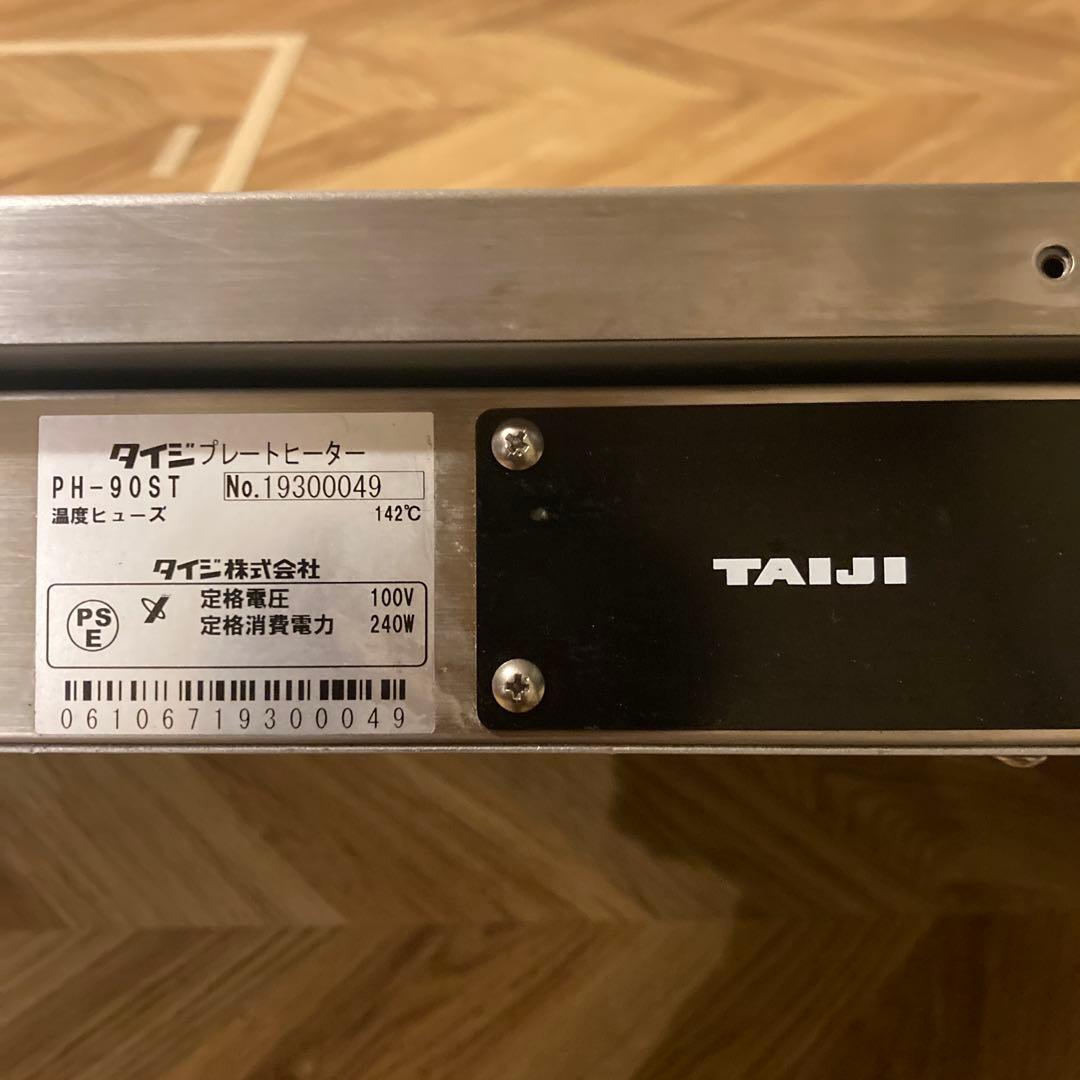 タイジプレートヒーター
PH-90ST No.19300049
温度ヒューズ 142℃
タイジ株式会社
PSE 定格電圧 100V
定格消費電力 240W
06106719300049
TAIJI